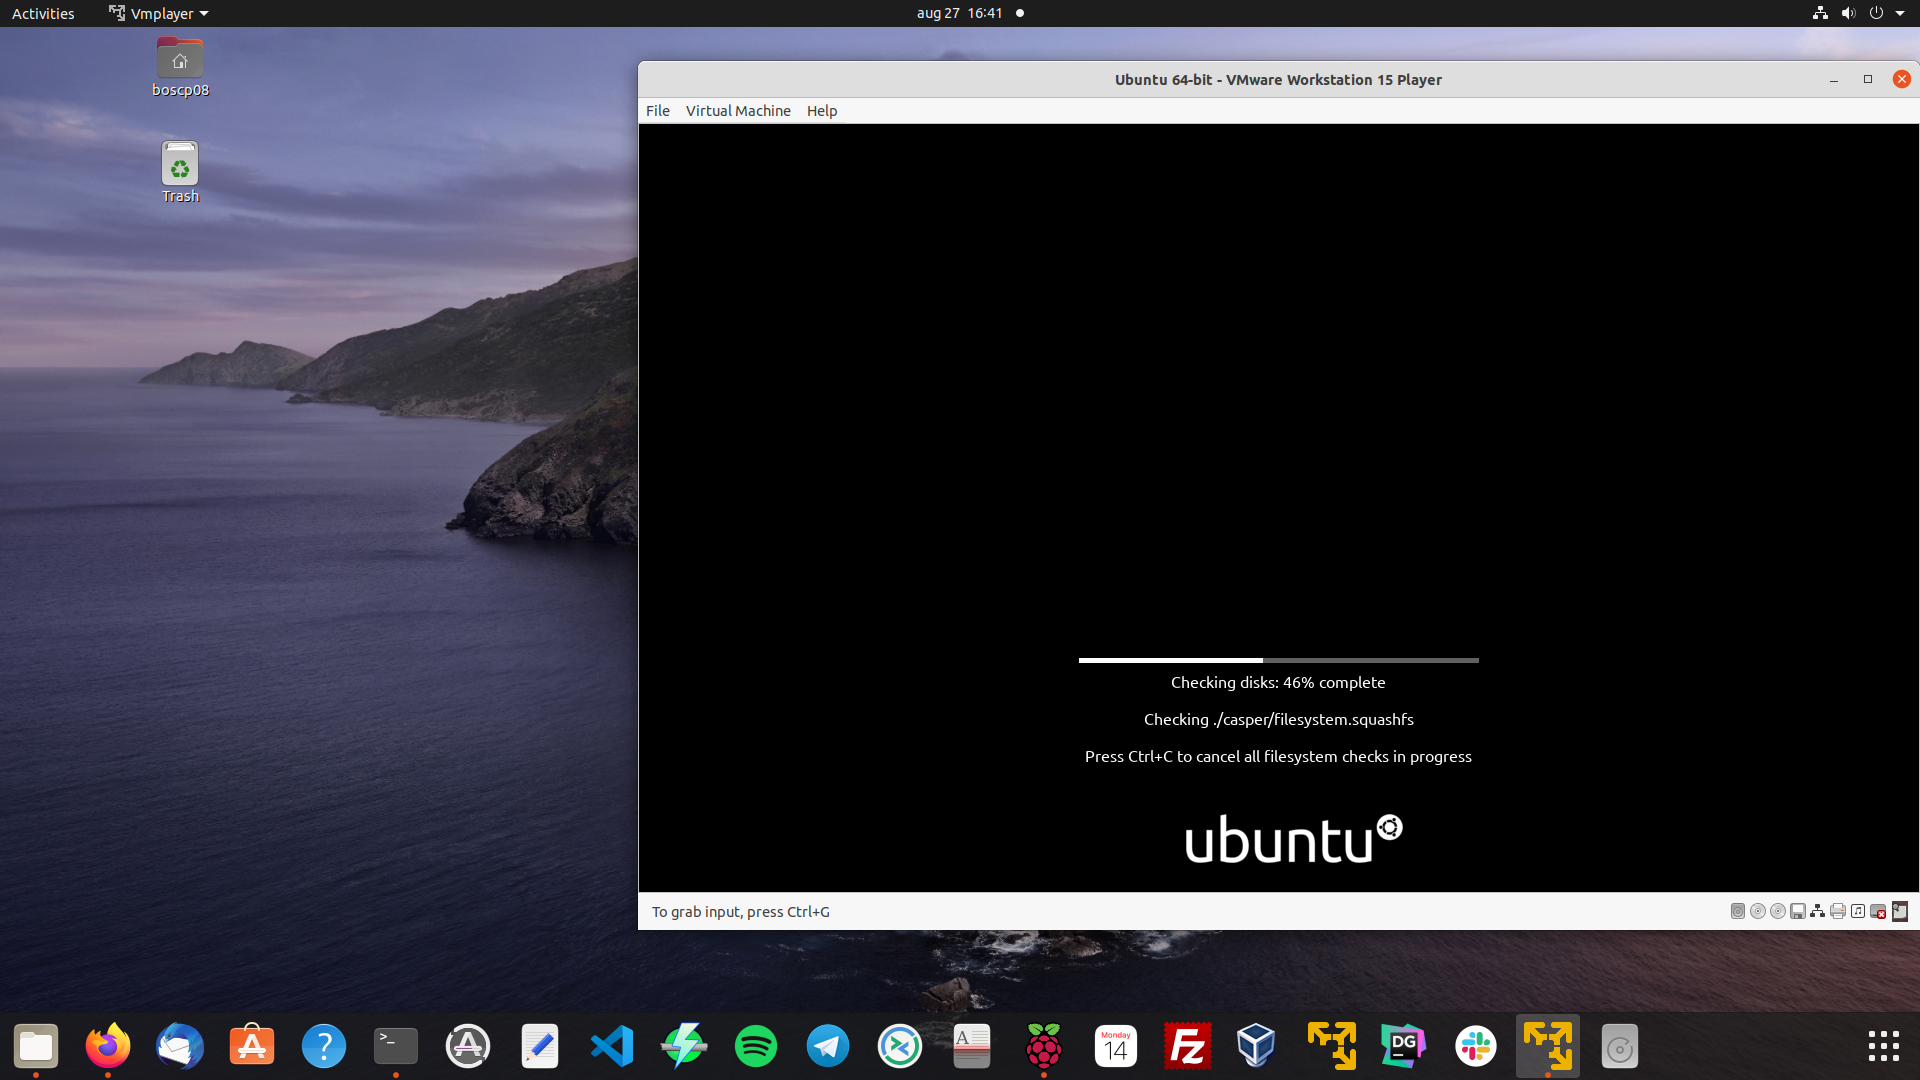 Activities
Vmplayer
aug 27 16:41
boscp08
Trash
Ubuntu 64-bit - VMware Workstation 15 Player
File Virtual Machine Help
Checking disks: 46% complete
Checking ./casper/filesystem.squashfs
Press Ctrl+C to cancel all filesystem checks in progress
ubuntu
To grab input, press Ctrl+G
?
>_
A
A
Monday
14
Fz
DG